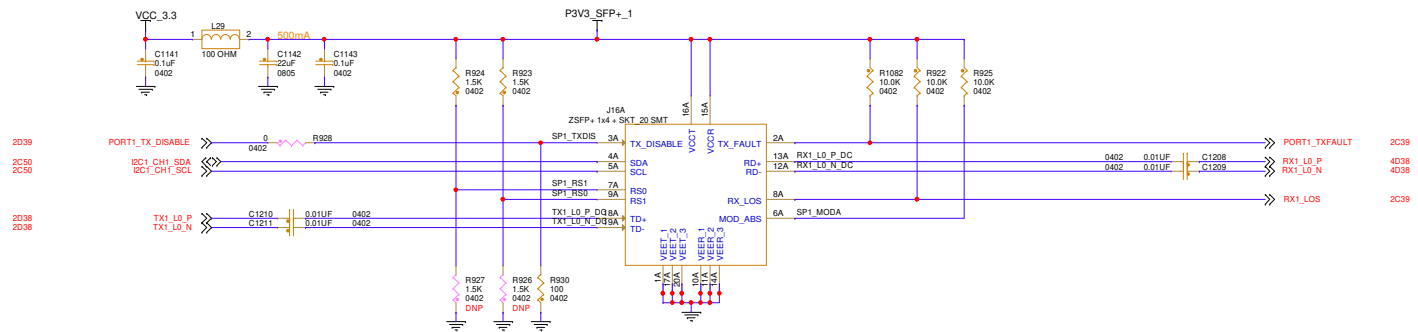 VCC_3.3
P3V3_SFP+_1
L29
1
2
500mA
100 OHM
C1141
0.1uF
0402
C1142
22uF
0805
C1143
0.1uF
0402
R924
1.5K
0402
R923
1.5K
0402
R1082
10.0K
0402
R922
10.0K
0402
R925
10.0K
0402
J16A
ZSFP+ 1x4 + SKT_20 SMT
16A
15A
VCCT
VCCR
2D39
PORT1_TX_DISABLE
0
0402
R928
SP1_TXDIS
3A
TX_DISABLE
TX_FAULT
2A
PORT1_TXFAULT
2C39
2C50
I2C1_CH1_SDA
4A
SDA
RD+
13A
RX1_L0_P_DC
0402
0.01UF
C1208
RX1_L0_P
4D38
2C50
I2C1_CH1_SCL
5A
SCL
RD-
12A
RX1_L0_N_DC
0402
0.01UF
C1209
RX1_L0_N
4D38
SP1_RS1
7A
RS0
SP1_RS0
9A
RS1
RX_LOS
8A
RX1_LOS
2C39
2D38
TX1_L0_P
C1210
0.01UF
0402
TX1_L0_P_DC
18A
TD+
MOD_ABS
6A
SP1_MODA
2D38
TX1_L0_N
C1211
0.01UF
0402
TX1_L0_N_DC
19A
TD-
VEET_1
VEET_2
VEET_3
VEER_1
VEER_2
VEER_3
1A
17A
20A
10A
11A
14A
R927
1.5K
0402
DNP
R926
1.5K
0402
DNP
R930
100
0402